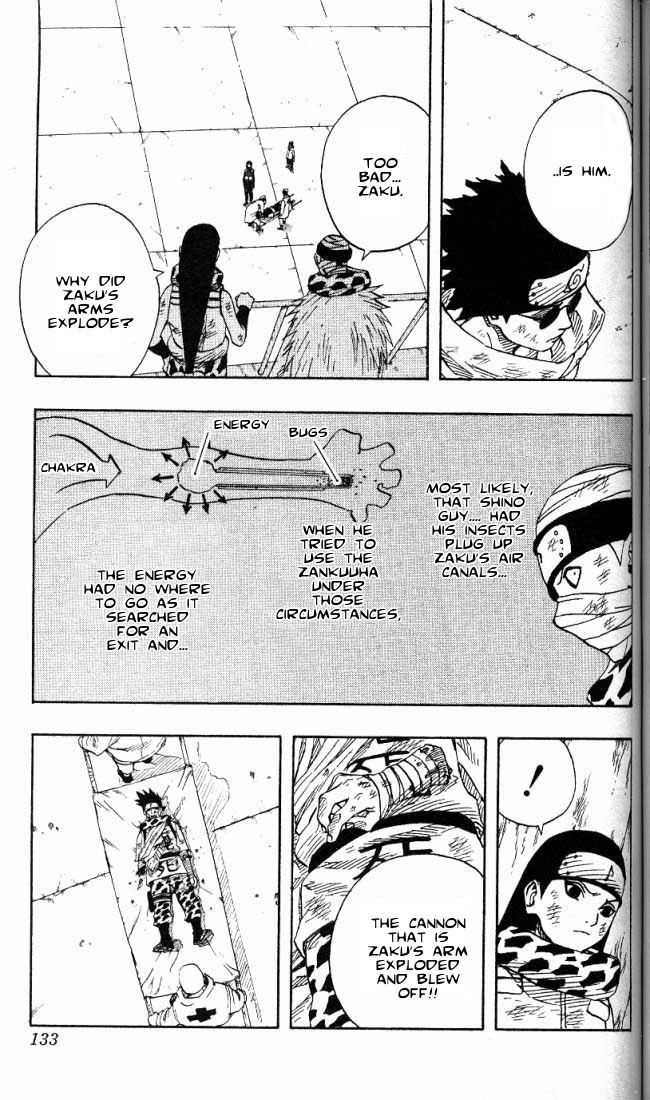 ..IS HIM.
TOO
BAD...
ZAKU.
WHY DID
ZAKU'S
ARMS
EXPLODE?
MOST LIKELY,
THAT SHINO
GUY.... HAD
HIS INSECTS
PLUG UP
ZAKU'S AIR
CANALS...
BUGS
ENERGY
CHAKRA
WHEN HE
TRIED TO
USE THE
ZANKUUHA
UNDER
THOSE
CIRCUMSTANCES,
THE ENERGY
HAD NO WHERE
TO GO AS IT
SEARCHED
FOR AN
EXIT AND...
!
THE CANNON
THAT IS
ZAKU'S ARM
EXPLODED
AND BLEW
OFF!!
133